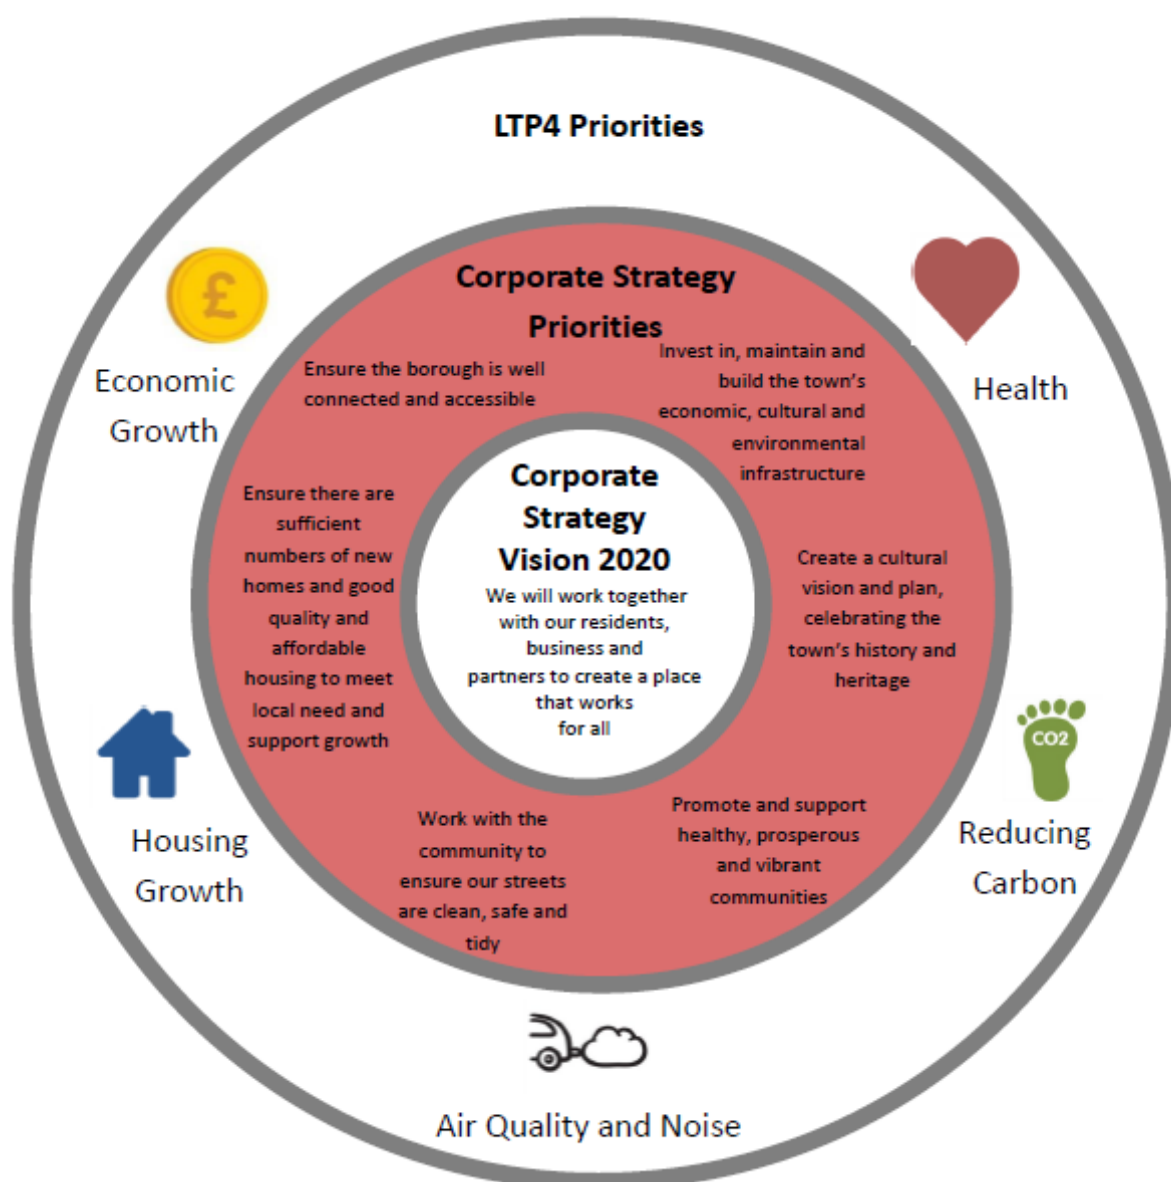 LTP4 Priorities
£
Economic
Growth
Health
Corporate Strategy
Priorities
Ensure the borough is well
connected and accessible
Invest in, maintain and
build the town's
economic, cultural and
environmental
infrastructure
Ensure there are
sufficient
numbers of new
homes and good
quality and
affordable
housing to meet
local need and
support growth
Corporate
Strategy
Vision 2020
We will work together
with our residents,
business and
partners to create a place
that works
for all
Create a cultural
vision and plan,
celebrating the
town's history and
heritage
Work with the
community to
ensure our streets
are clean, safe and
tidy
Promote and support
healthy, prosperous
and vibrant
communities
Housing
Growth
CO2
Reducing
Carbon
Air Quality and Noise